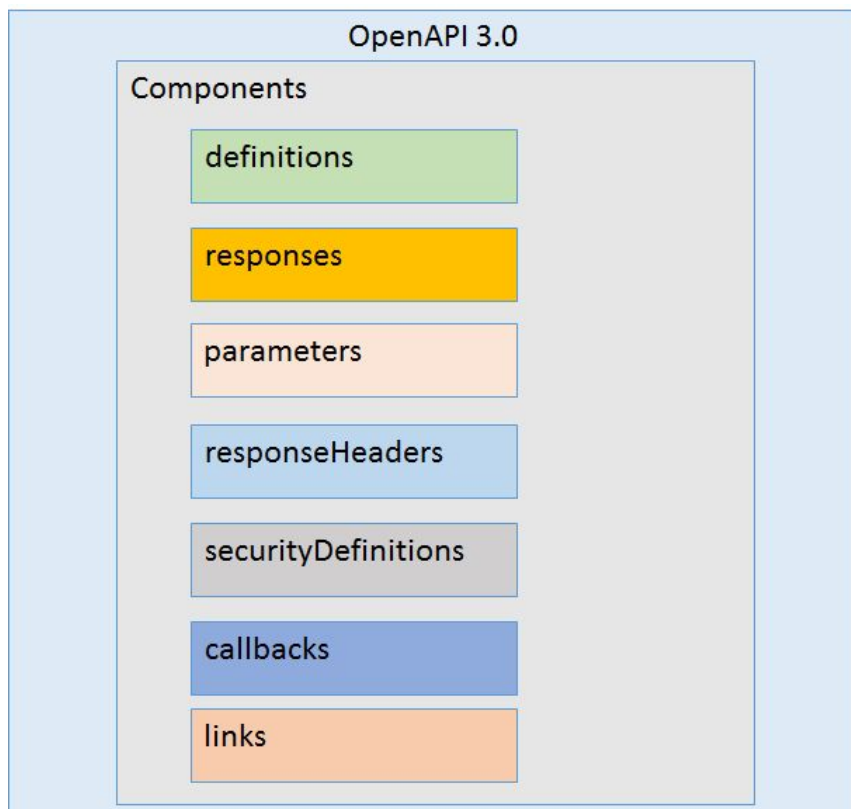 OpenAPI 3.0
Components
definitions
responses
parameters
responseHeaders
securityDefinitions
callbacks
links